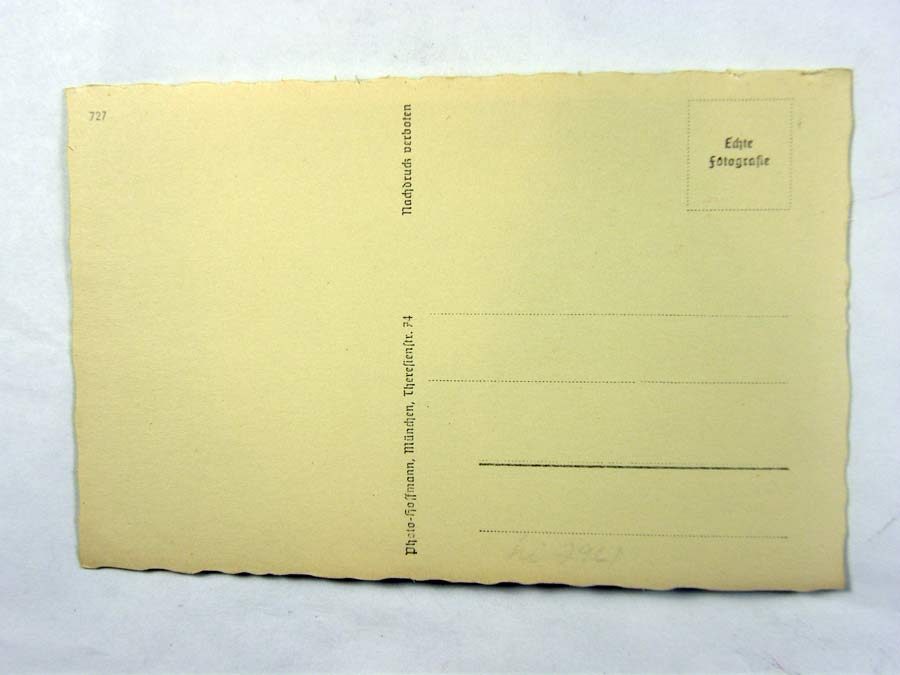 727
Nachdruck verboten
Photo-Hoffmann, München, Theresienstr. 74
Echte
Fotografie